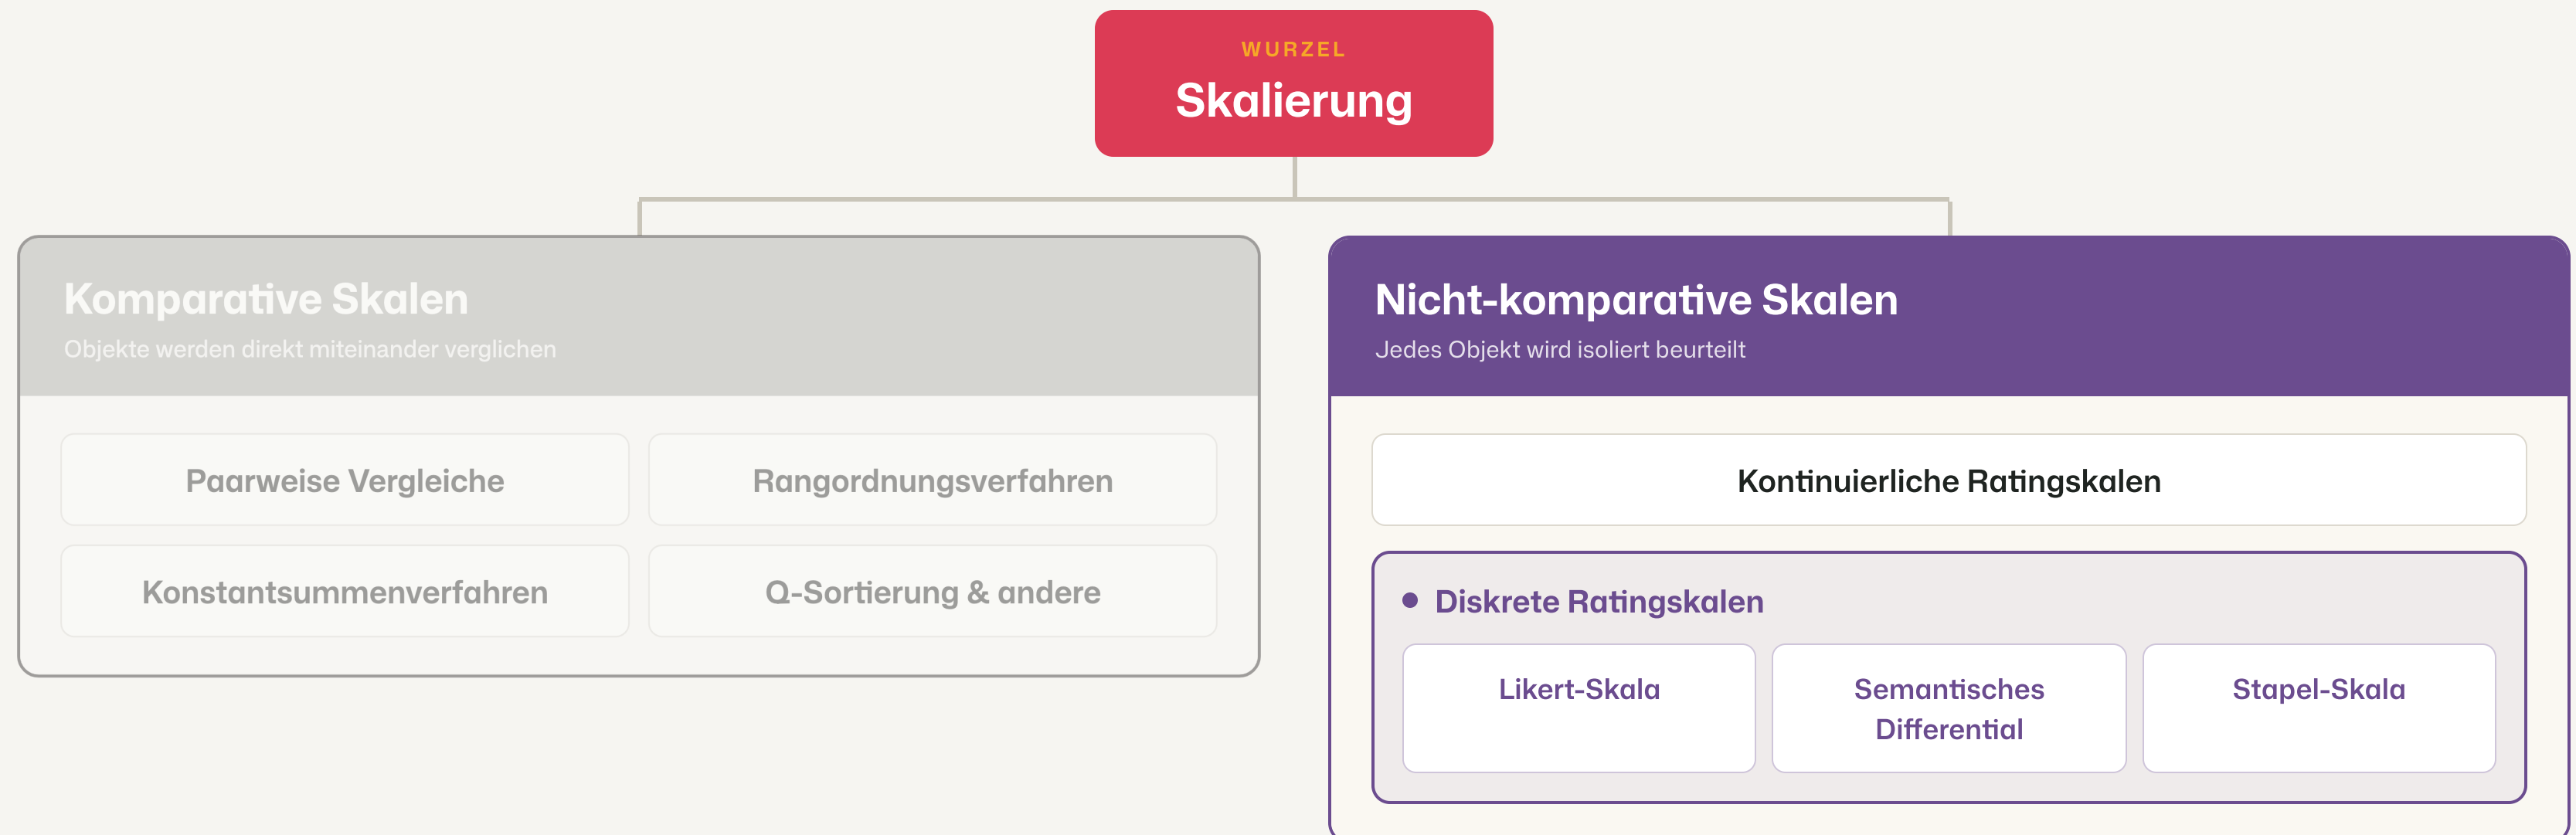 WURZEL
Skalierung
Komparative Skalen
Objekte werden direkt miteinander verglichen
Paarweise Vergleiche
Rangordnungsverfahren
Konstantsummenverfahren
Q-Sortierung & andere
Nicht-komparative Skalen
Jedes Objekt wird isoliert beurteilt
Kontinuierliche Ratingskalen
Diskrete Ratingskalen
Likert-Skala
Semantisches
Differential
Stapel-Skala